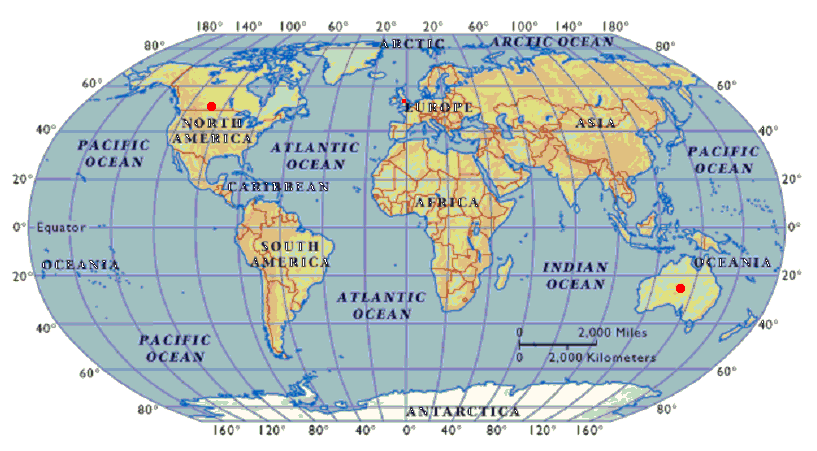 180° 140° 100° 60° 20° 20° 60° 100° 140° 180°
80° ARCTIC ARCTIC OCEAN 80°
60° 60°
EUROPE
NORTH AMERICA ASIA
40° 40°
PACIFIC OCEAN ATLANTIC OCEAN PACIFIC OCEAN
20° CARIBBEAN 20°
AFRICA
0° Equator 0°
SOUTH AMERICA
OCEANIA OCEANIA
20° INDIAN OCEAN 20°
ATLANTIC OCEAN
40° 40°
0 2,000 Miles
PACIFIC OCEAN
0 2,000 Kilometers
60° 60°
80° ANTARCTICA 80°
160° 120° 80° 40° 0° 40° 80° 120° 160°